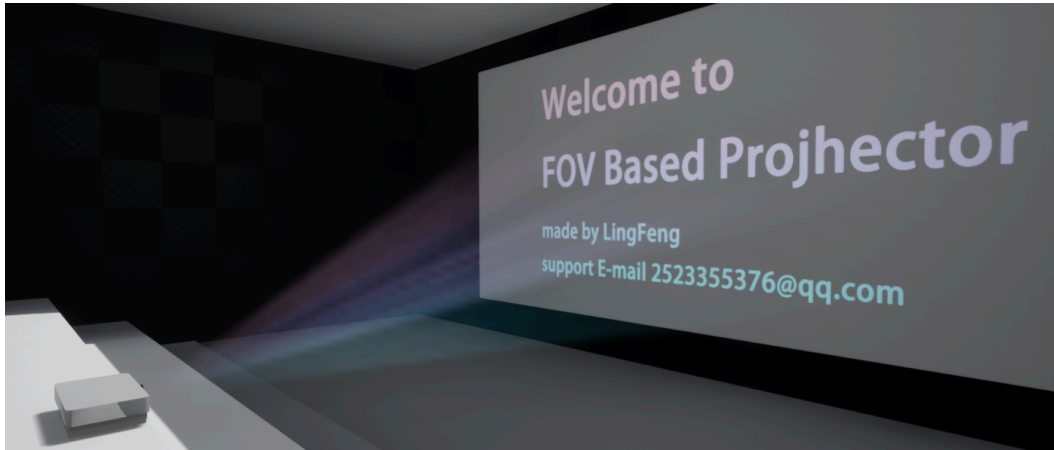 Welcome to
FOV Based Projhector
made by LingFeng
support E-mail 2523355376@qq.com